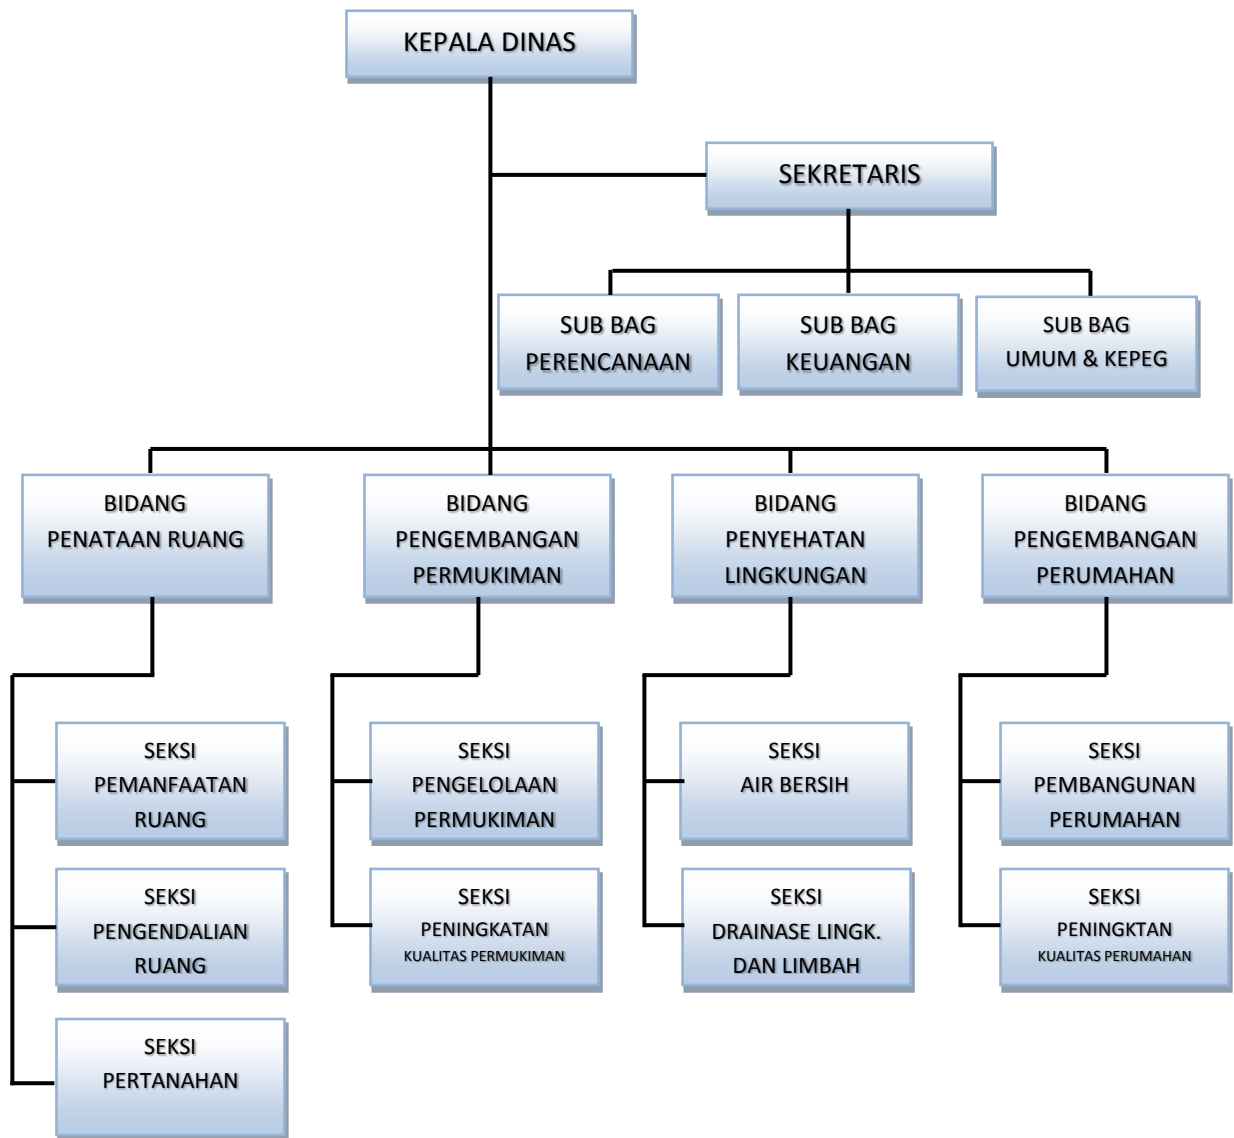 KEPALA DINAS
SEKRETARIS
SUB BAG
PERENCANAAN
SUB BAG
KEUANGAN
SUB BAG
UMUM & KEPEG
BIDANG
PENATAAN RUANG
BIDANG
PENGEMBANGAN
PERMUKIMAN
BIDANG
PENYEHATAN
LINGKUNGAN
BIDANG
PENGEMBANGAN
PERUMAHAN
SEKSI
PEMANFAATAN
RUANG
SEKSI
PENGELOLAAN
PERMUKIMAN
SEKSI
AIR BERSIH
SEKSI
PEMBANGUNAN
PERUMAHAN
SEKSI
PENGENDALIAN
RUANG
SEKSI
PENINGKATAN
KUALITAS PERMUKIMAN
SEKSI
DRAINASE LINGK.
DAN LIMBAH
SEKSI
PENINGKTAN
KUALITAS PERUMAHAN
SEKSI
PERTANAHAN